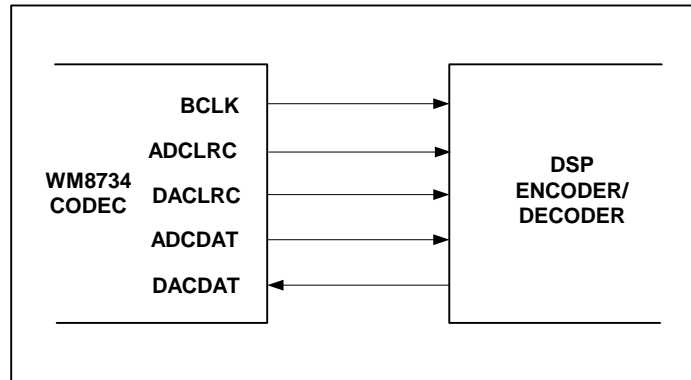 WM8734
CODEC
BCLK
ADCLRC
DACLRC
ADCDAT
DACDAT
DSP
ENCODER/
DECODER